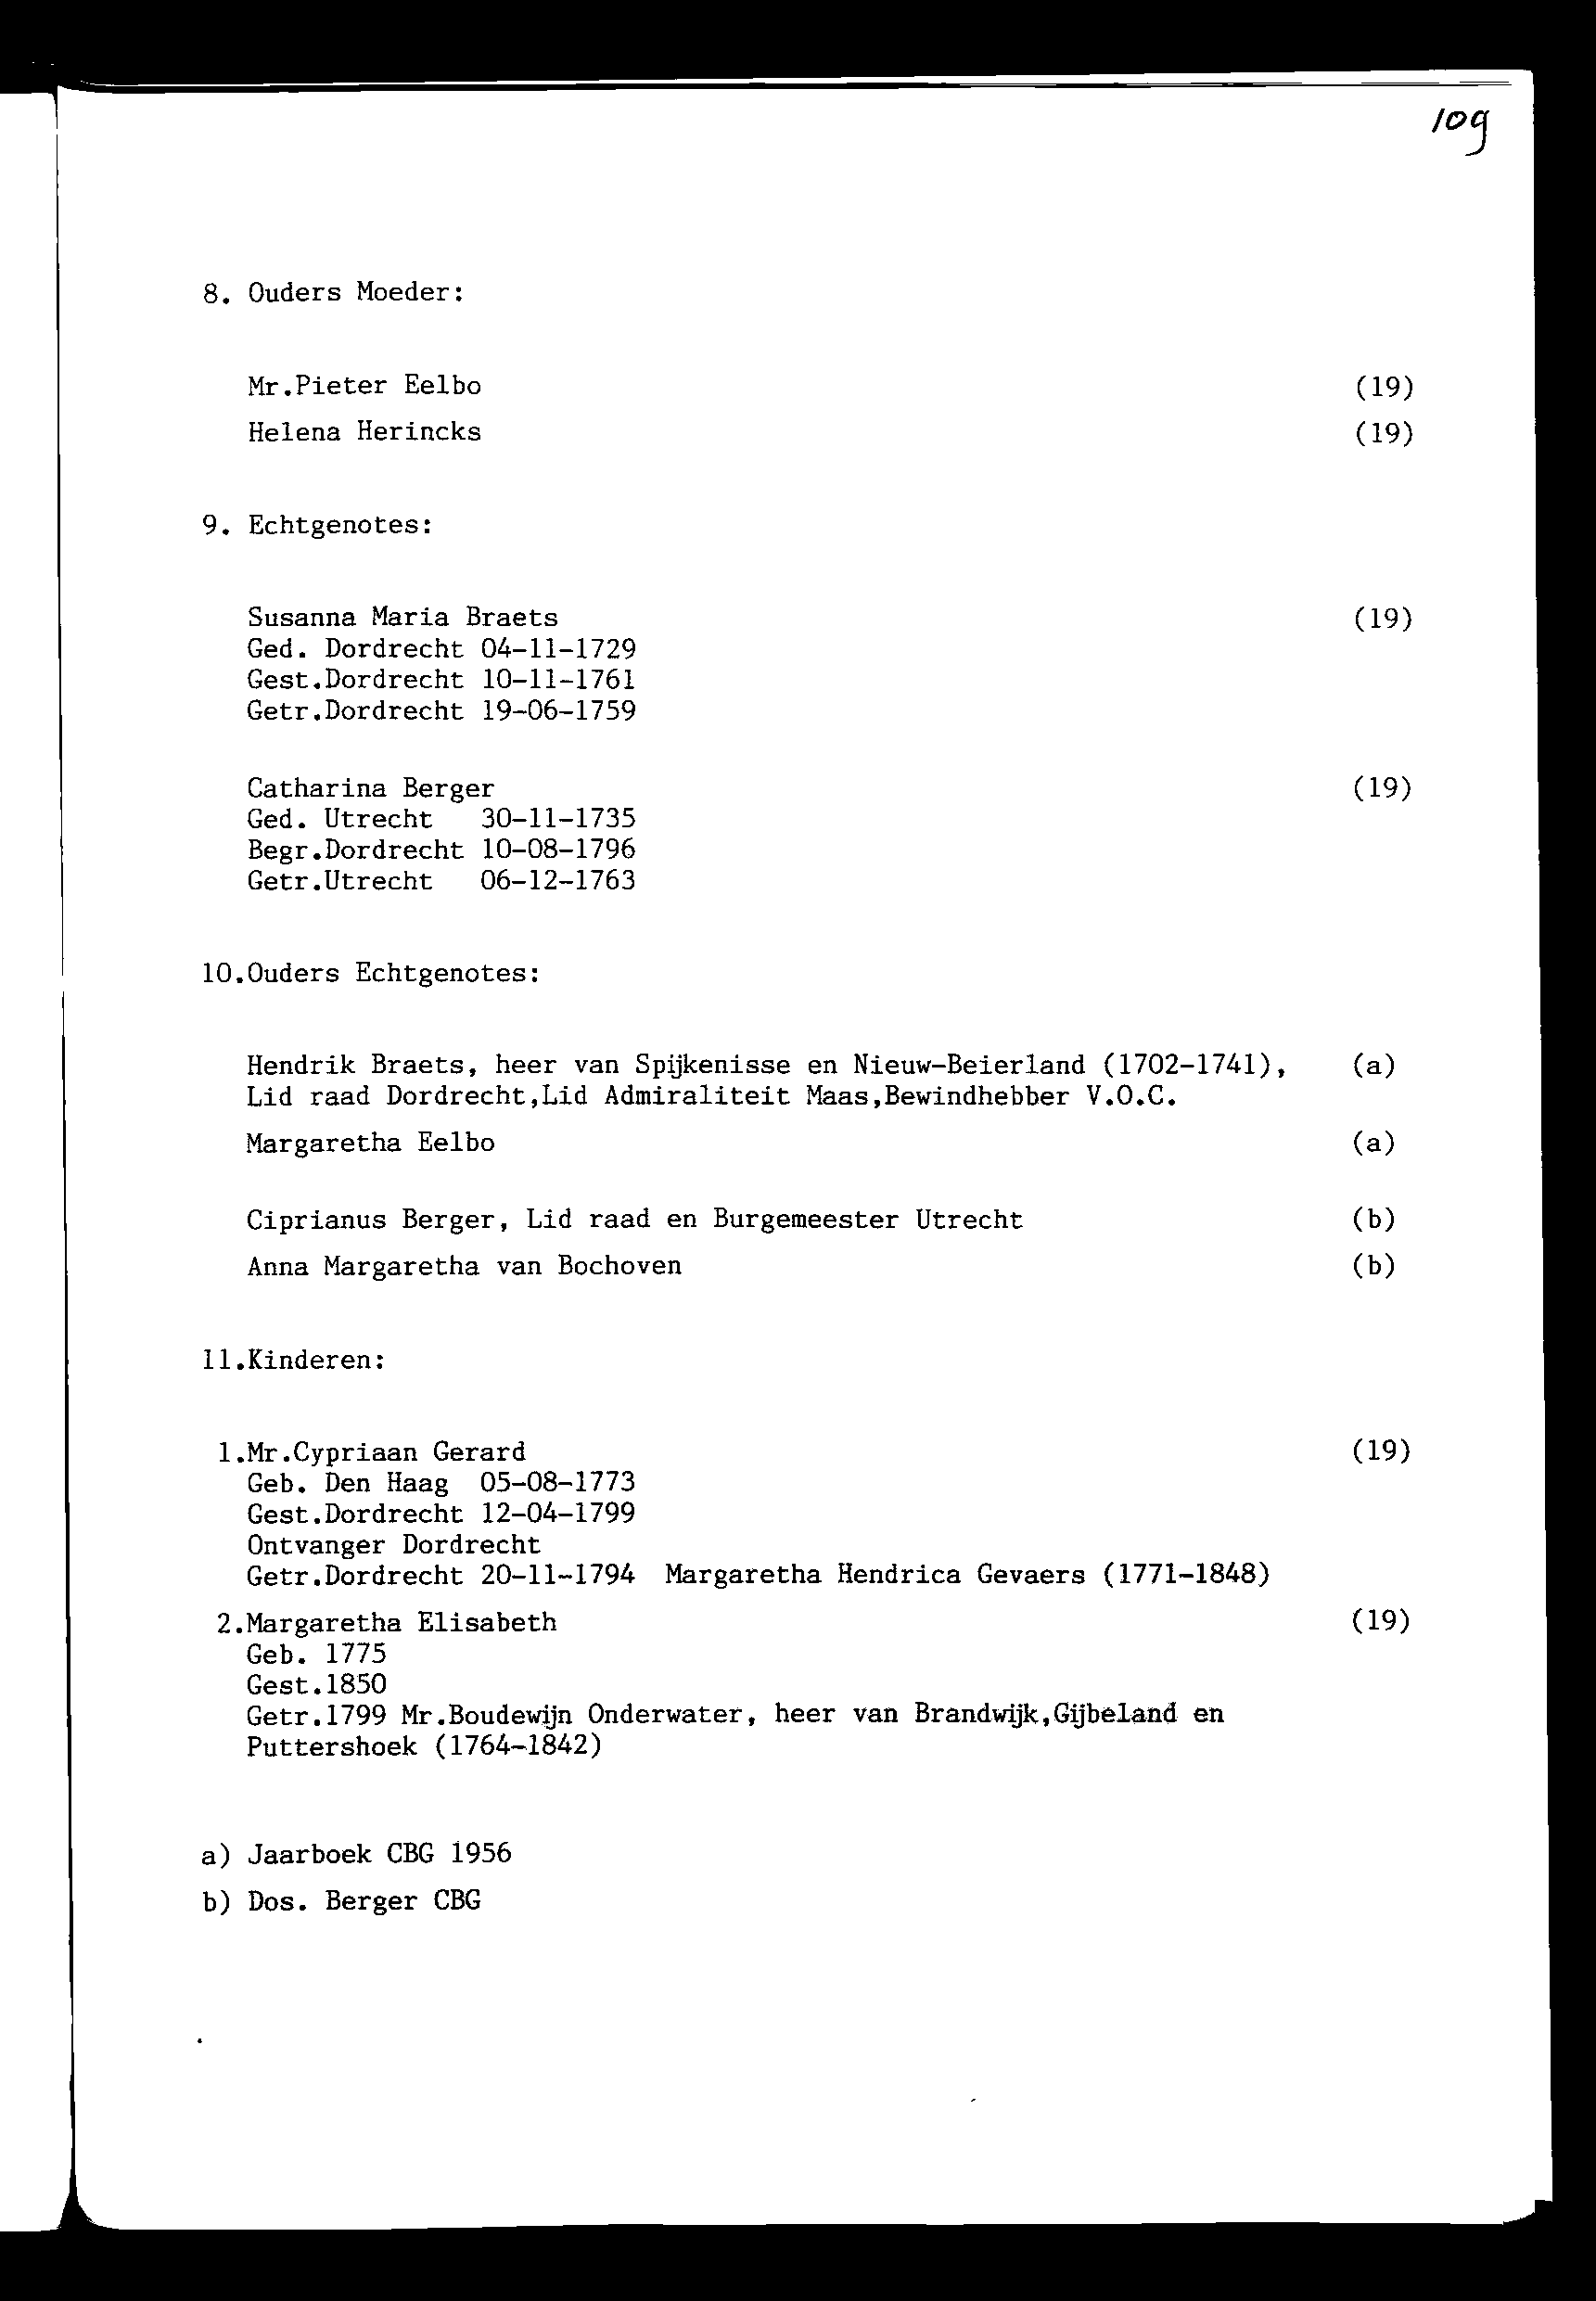 109
8. Ouders Moeder:
Mr.Pieter Eelbo (19)
Helena Herincks (19)
9. Echtgenotes:
Susanna Maria Braets (19)
Ged. Dordrecht 04-11-1729
Gest.Dordrecht 10-11-1761
Getr.Dordrecht 19-06-1759
Catharina Berger (19)
Ged. Utrecht 30-11-1735
Begr.Dordrecht 10-08-1796
Getr.Utrecht 06-12-1763
10.Ouders Echtgenotes:
Hendrik Braets, heer van Spijkenisse en Nieuw-Beierland (1702-1741), (a)
Lid raad Dordrecht,Lid Admiraliteit Maas,Bewindhebber V.O.C.
Margaretha Eelbo (a)
Ciprianus Berger, Lid raad en Burgemeester Utrecht (b)
Anna Margaretha van Bochoven (b)
11.Kinderen:
1.Mr.Cypriaan Gerard (19)
Geb. Den Haag 05-08-1773
Gest.Dordrecht 12-04-1799
Ontvanger Dordrecht
Getr.Dordrecht 20-11-1794 Margaretha Hendrica Gevaers (1771-1848)
2.Margaretha Elisabeth (19)
Geb. 1775
Gest.1850
Getr.1799 Mr.Boudewijn Onderwater, heer van Brandwijk,Gijbeland en
Puttershoek (1764-1842)
a) Jaarboek CBG 1956
b) Dos. Berger CBG